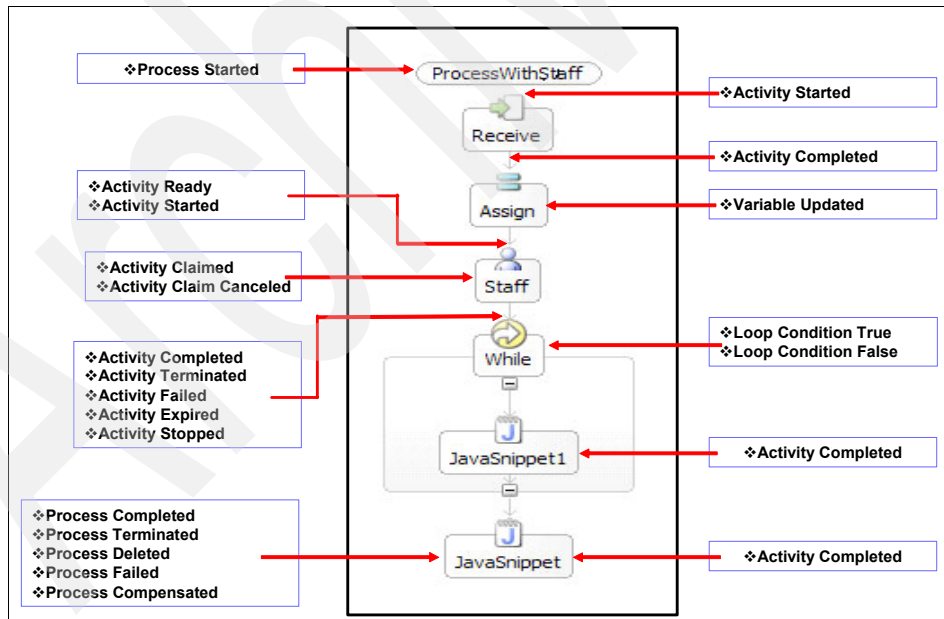 ❖Process Started
ProcessWithStaff
❖Activity Started
Receive
❖Activity Completed
❖Activity Ready
❖Activity Started
Assign
❖Variable Updated
❖Activity Claimed
❖Activity Claim Canceled
Staff
❖Loop Condition True
❖Loop Condition False
While
❖Activity Completed
❖Activity Terminated
❖Activity Failed
❖Activity Expired
❖Activity Stopped
J
JavaSnippet1
❖Activity Completed
❖Process Completed
❖Process Terminated
❖Process Deleted
❖Process Failed
❖Process Compensated
J
JavaSnippet
❖Activity Completed